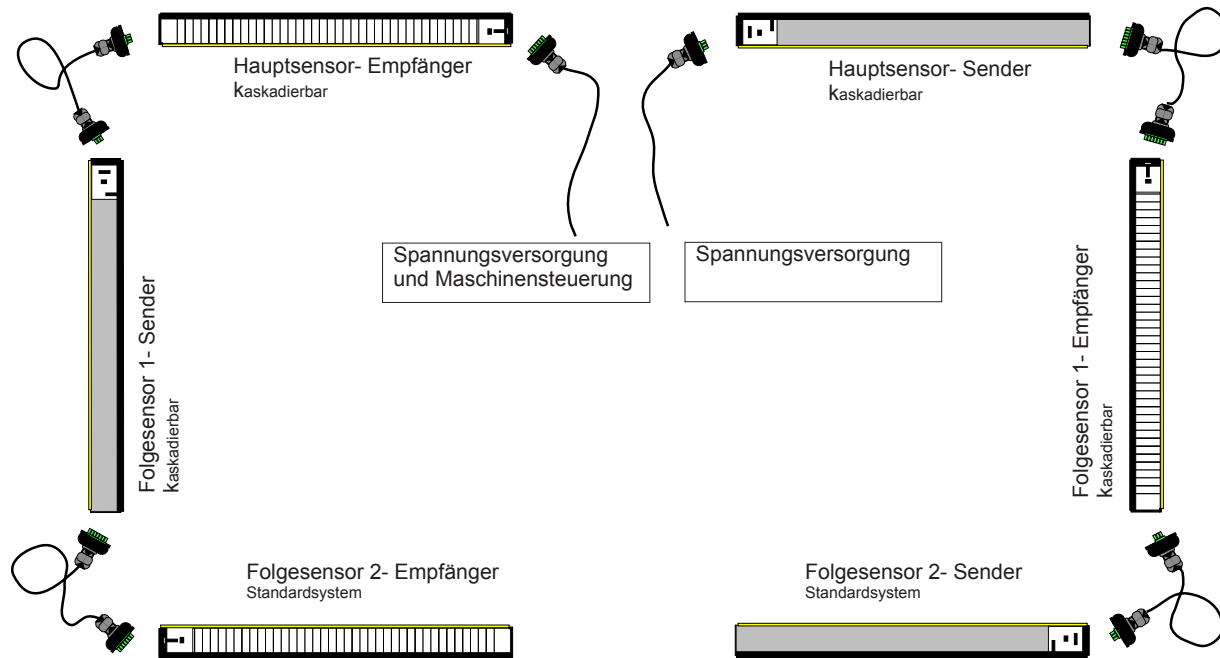 Hauptsensor- Empfänger
kaskadierbar
Hauptsensor- Sender
kaskadierbar
Spannungsversorgung
und Maschinensteuerung
Spannungsversorgung
Folgesensor 1- Sender
kaskadierbar
Folgesensor 1- Empfänger
kaskadierbar
Folgesensor 2- Empfänger
Standardsystem
Folgesensor 2- Sender
Standardsystem